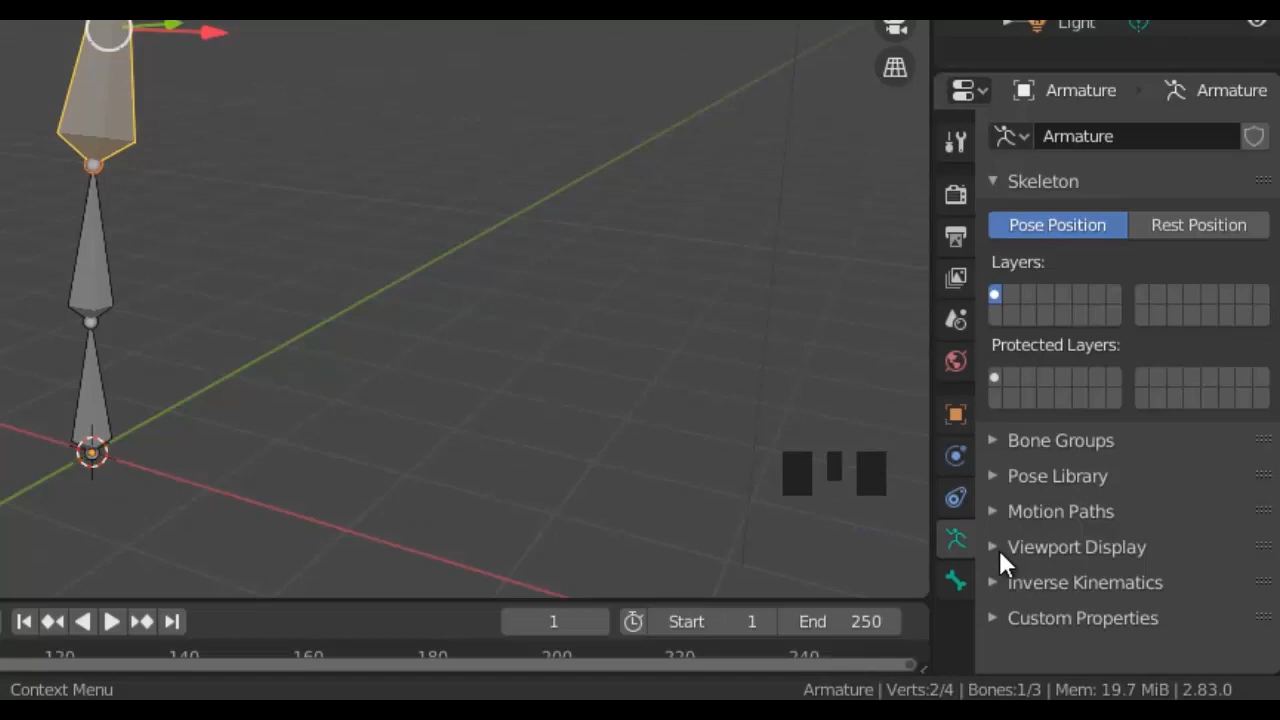 Light
Armature Armature
Armature
Skeleton
Pose Position Rest Position
Layers:
Protected Layers:
Bone Groups
Pose Library
Motion Paths
Viewport Display
Inverse Kinematics
Custom Properties
1 Start 1 End 250
120 140 160 180 200 220 240
Context Menu Armature | Verts:2/4 | Bones:1/3 | Mem: 19.7 MiB | 2.83.0